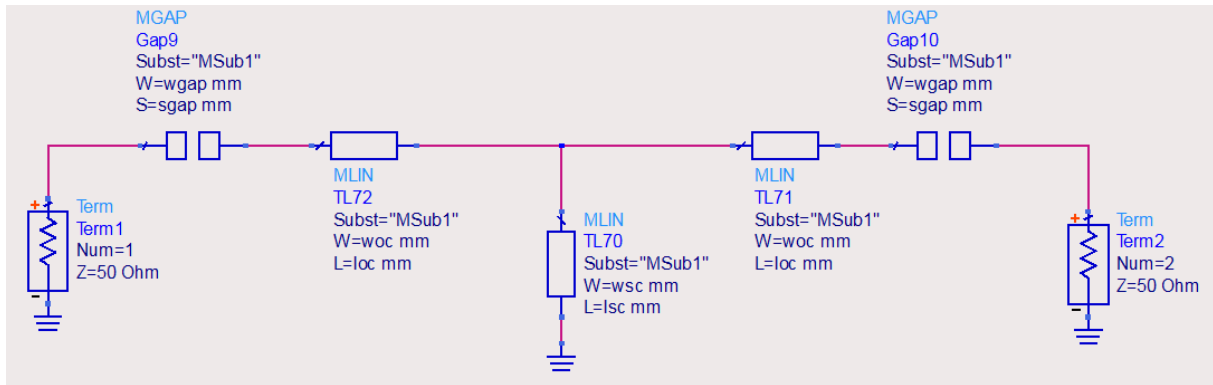 MGAP
Gap9
Subst="MSub1"
W=wgap mm
S=sgap mm
MGAP
Gap10
Subst="MSub1"
W=wgap mm
S=sgap mm
+
Term
Term1
Num=1
Z=50 Ohm
-
MLIN
TL72
Subst="MSub1"
W=woc mm
L=loc mm
MLIN
TL70
Subst="MSub1"
W=wsc mm
L=lsc mm
MLIN
TL71
Subst="MSub1"
W=woc mm
L=loc mm
+
Term
Term2
Num=2
Z=50 Ohm
-